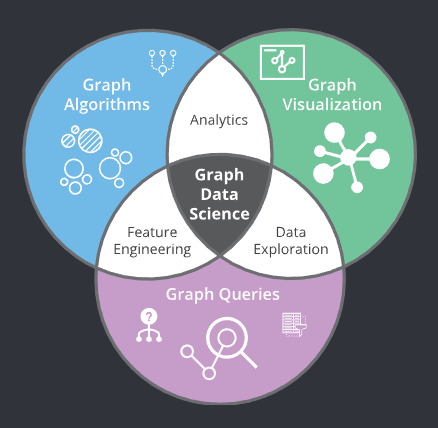 Graph
Algorithms
Graph
Visualization
Analytics
Graph
Data
Science
Feature
Engineering
Data
Exploration
Graph Queries
?